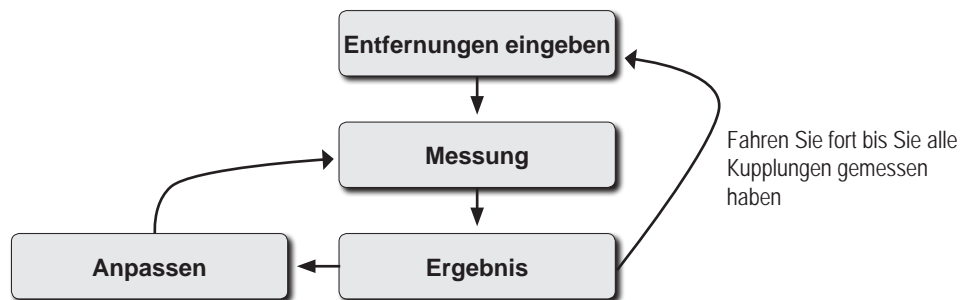 Entfernungen eingeben
Messung
Fahren Sie fort bis Sie alle
Kupplungen gemessen
haben
Anpassen
Ergebnis